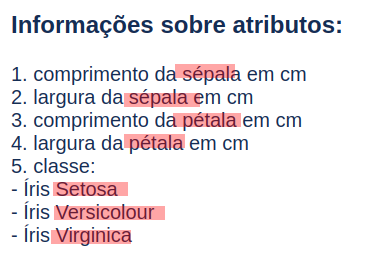 Informações sobre atributos:
1. comprimento da sépala em cm
2. largura da sépala em cm
3. comprimento da pétala em cm
4. largura da pétala em cm
5. classe:
- Íris Setosa
- Íris Versicolour
- Íris Virginica